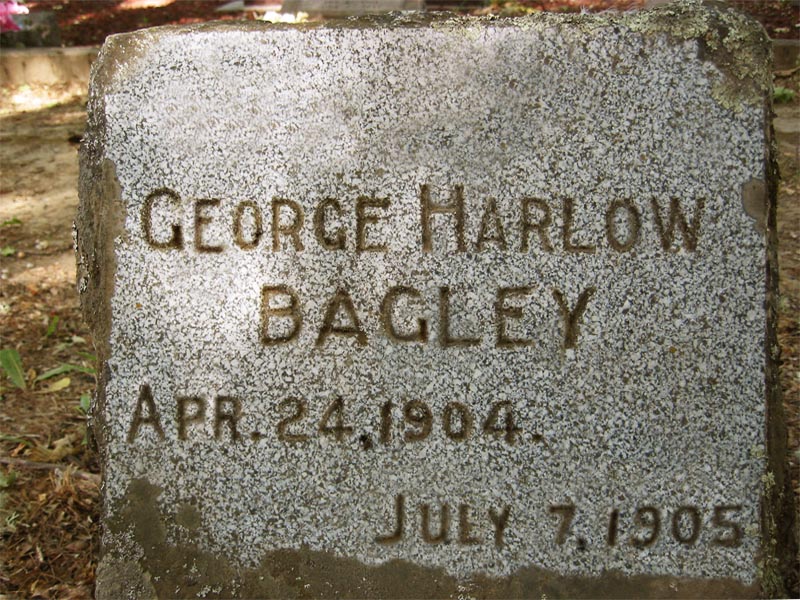 GEORGE HARLOW
BAGLEY
APR. 24, 1904.
JULY 7, 1905